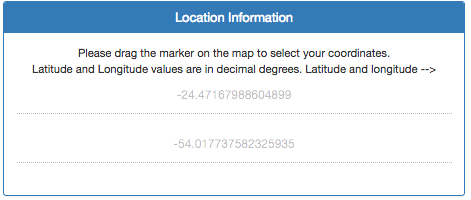 Location Information
Please drag the marker on the map to select your coordinates.
Latitude and Longitude values are in decimal degrees. Latitude and longitude -->
-24.47167988604899
-54.017737582325935